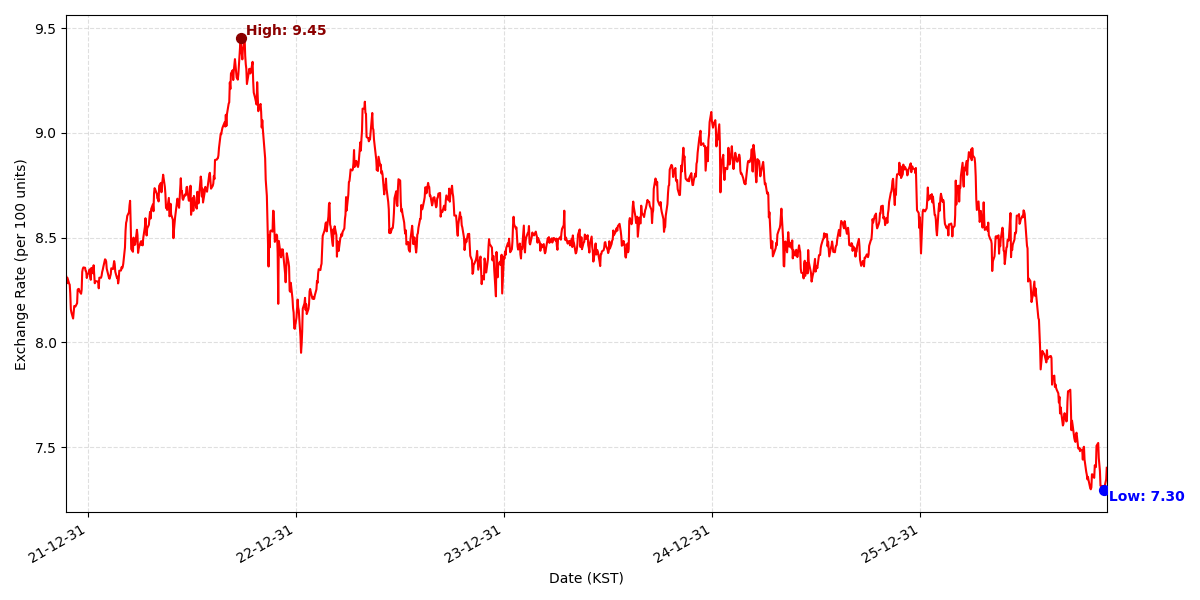 High: 9.45
9.5
9.0
8.5
8.0
7.5
Exchange Rate (per 100 units)
Low: 7.30
21-12-31
22-12-31
23-12-31
24-12-31
25-12-31
Date (KST)